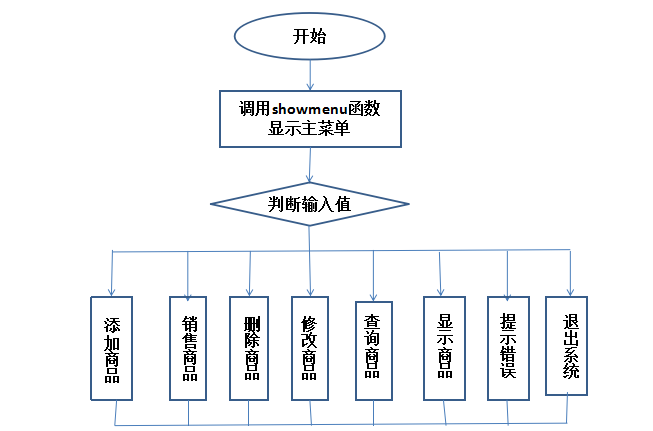 开始
调用showmenu函数
显示主菜单
判断输入值
添加商品
销售商品
删除商品
修改商品
查询商品
显示商品
提示错误
退出系统